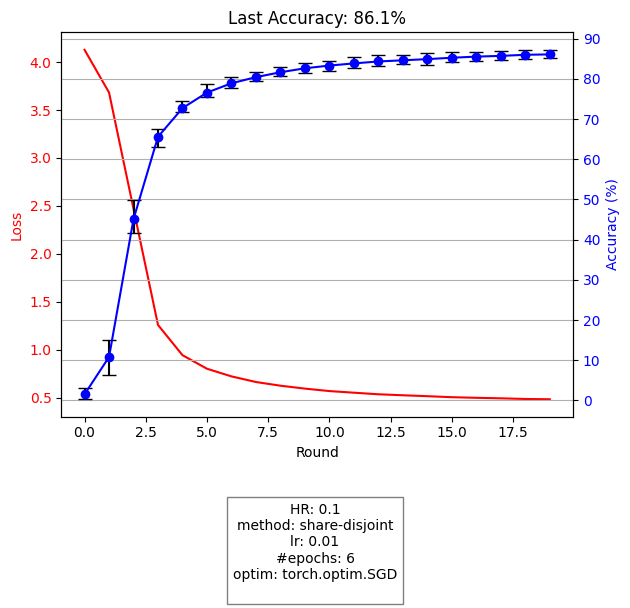 Last Accuracy: 86.1%
4.0
3.5
3.0
2.5
2.0
1.5
1.0
0.5
Loss
90
80
70
60
50
40
30
20
10
0
Accuracy (%)
0.0 2.5 5.0 7.5 10.0 12.5 15.0 17.5
Round
HR: 0.1
method: share-disjoint
lr: 0.01
#epochs: 6
optim: torch.optim.SGD